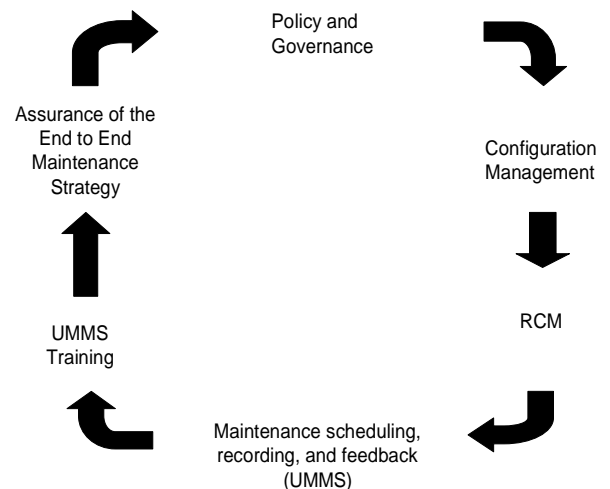 Policy and
Governance
Configuration
Management
RCM
Maintenance scheduling,
recording, and feedback
(UMMS)
UMMS
Training
Assurance of the
End to End
Maintenance
Strategy